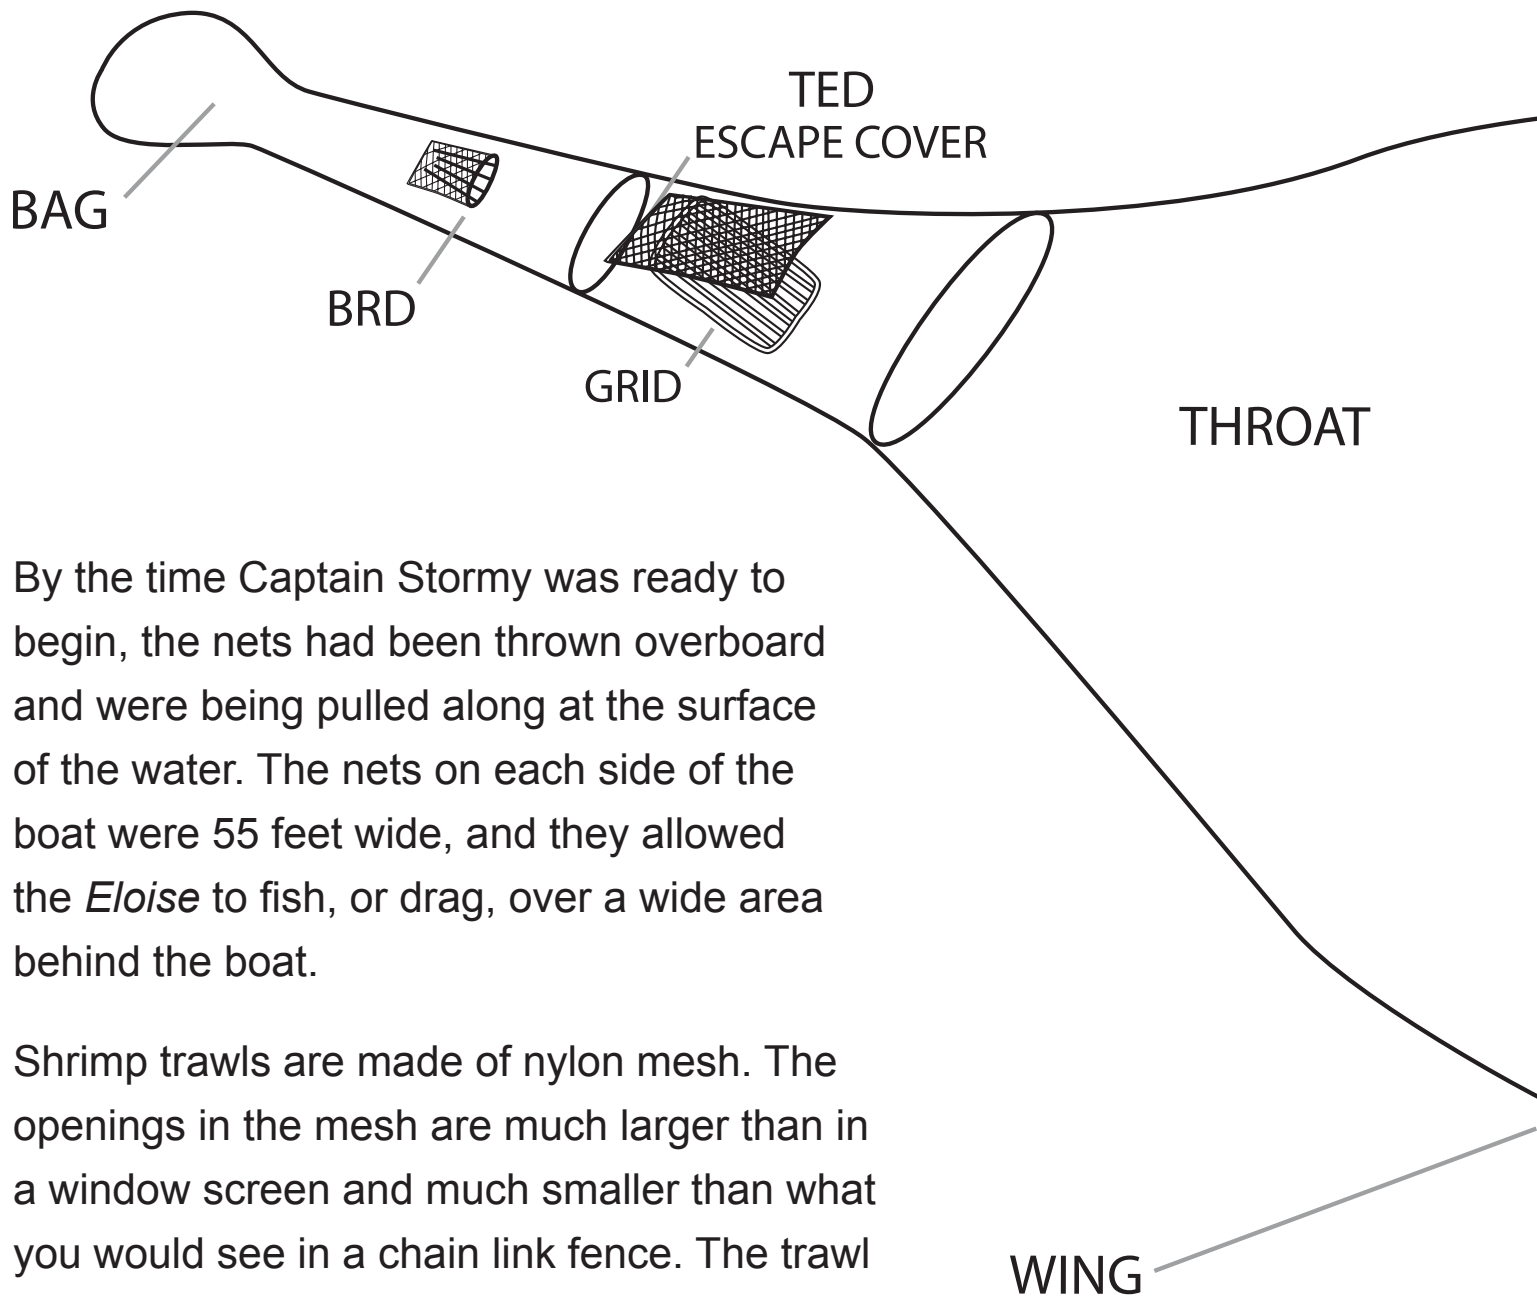 TED
ESCAPE COVER
BAG
BRD
GRID
THROAT
By the time Captain Stormy was ready to
begin, the nets had been thrown overboard
and were being pulled along at the surface
of the water. The nets on each side of the
boat were 55 feet wide, and they allowed
the Eloise to fish, or drag, over a wide area
behind the boat.
Shrimp trawls are made of nylon mesh. The
openings in the mesh are much larger than in
a window screen and much smaller than what
you would see in a chain link fence. The trawl
WING